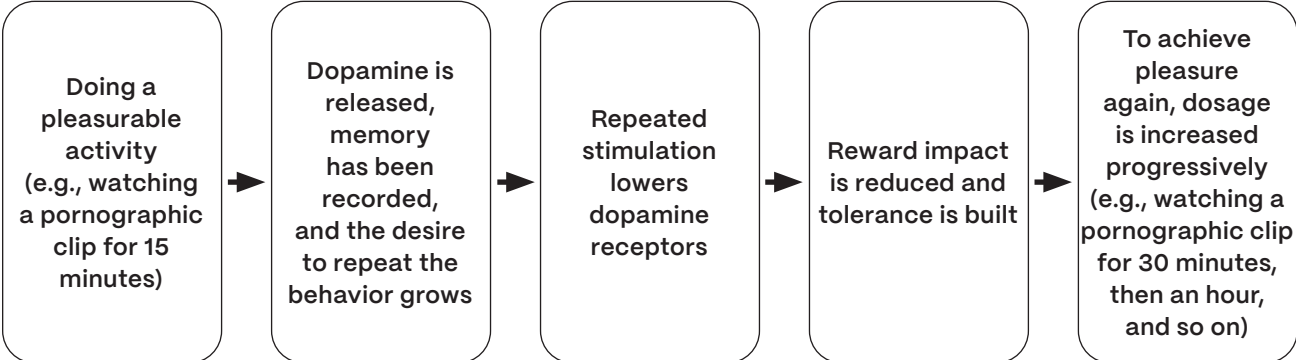 Doing a
pleasurable
activity
(e.g., watching
a pornographic
clip for 15
minutes)
Dopamine is
released,
memory
has been
recorded,
and the desire
to repeat the
behavior grows
Repeated
stimulation
lowers
dopamine
receptors
Reward impact
is reduced and
tolerance is built
To achieve
pleasure
again, dosage
is increased
progressively
(e.g., watching a
pornographic clip
for 30 minutes,
then an hour,
and so on)